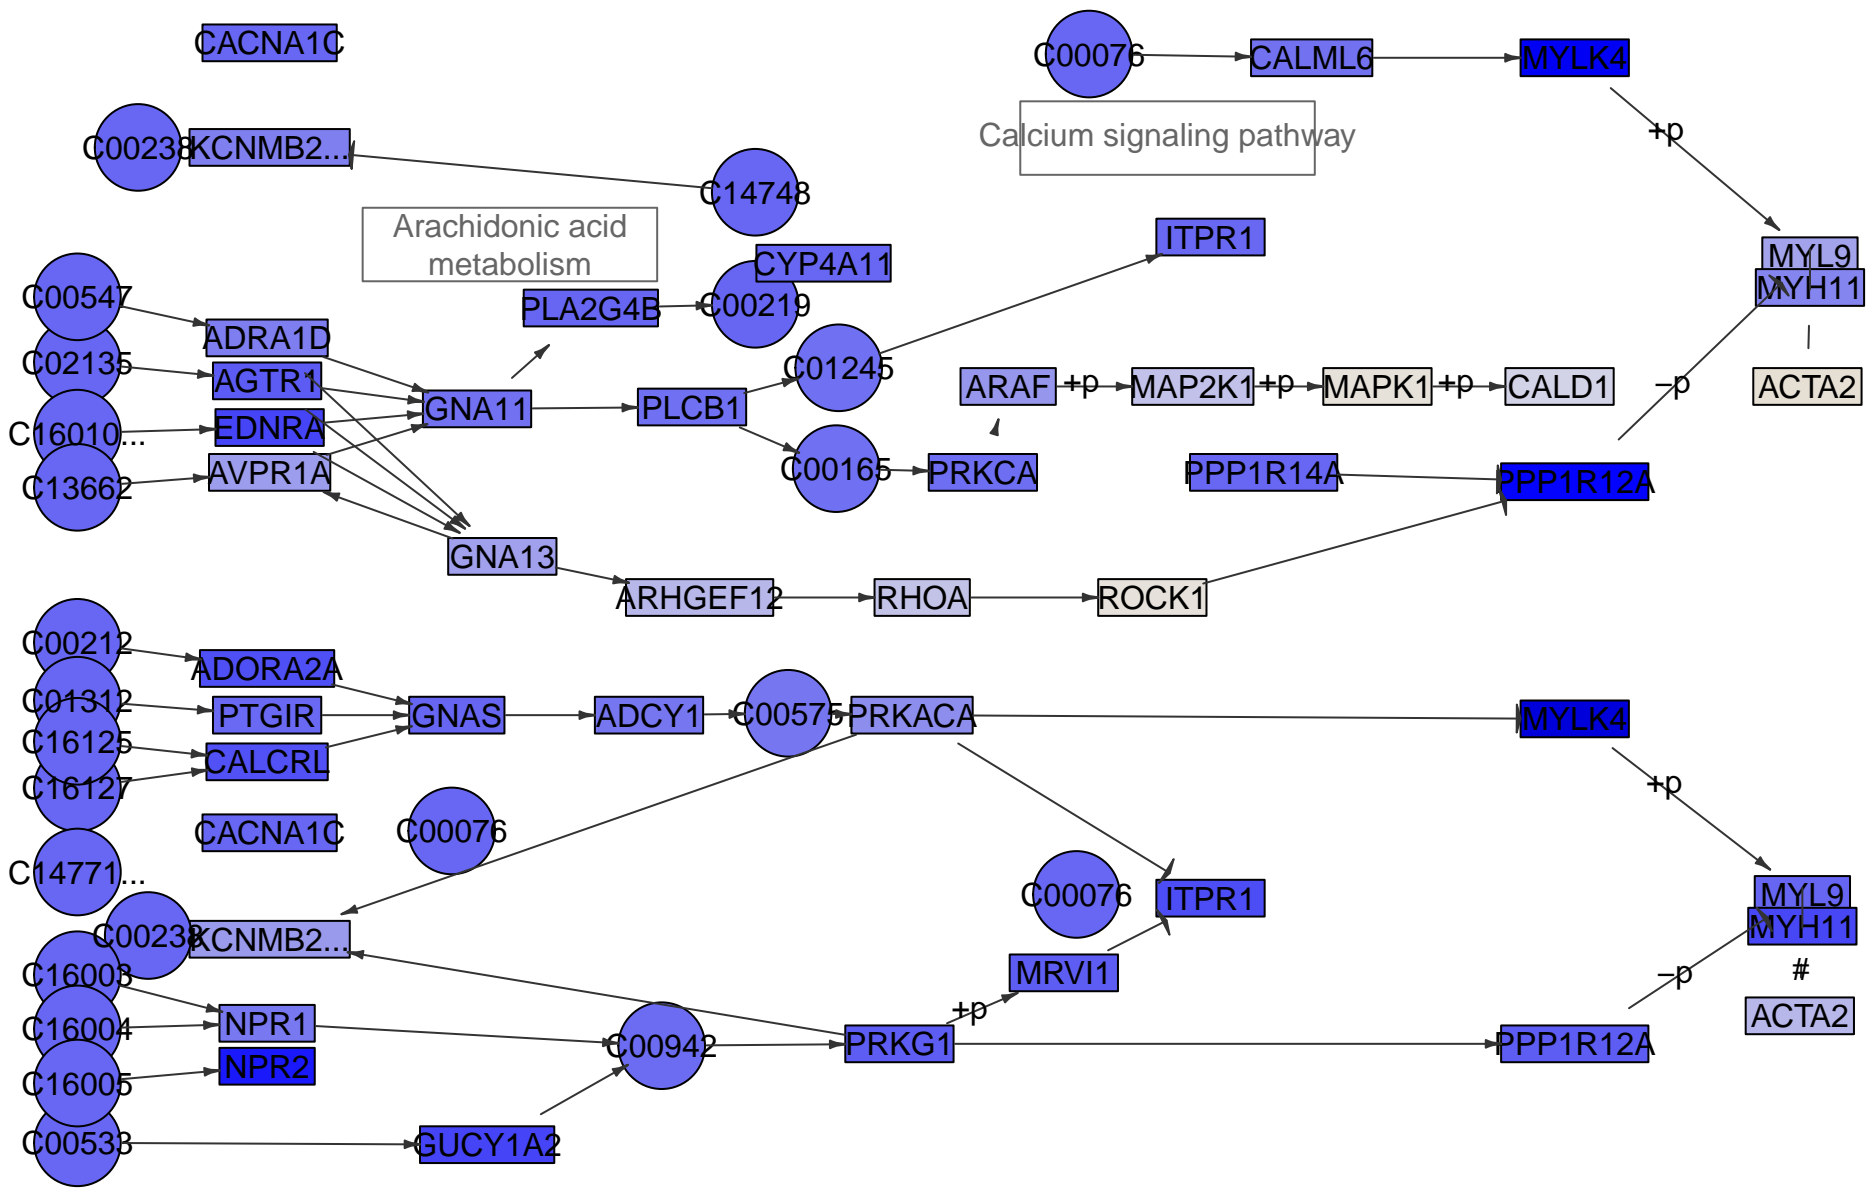 CACNA1C
C00076
CALML6
MYLK4
Calcium signaling pathway
+p
C00238
KCNMB2...
C14748
Arachidonic acid
metabolism
ITPR1
MYL9
MYH11
CYP4A11
C00547
PLA2G4B
C00219
ADRA1D
C02135
AGTR1
C01245
ARAF
+p
MAP2K1
+p
MAPK1
+p
CALD1
−p
ACTA2
GNA11
PLCB1
C16010...
EDNRA
C13662
AVPR1A
C00165
PRKCA
PPP1R14A
PPP1R12A
GNA13
ARHGEF12
RHOA
ROCK1
C00212
ADORA2A
C01312
PTGIR
GNAS
ADCY1
C00575
PRKACA
MYLK4
C16125
CALCRL
C16127
+p
CACNA1C
C00076
C14771...
C00076
ITPR1
MYL9
MYH11
C00238
KCNMB2...
C16003
MRVI1
−p
#
+p
ACTA2
C16004
NPR1
C00942
PRKG1
PPP1R12A
NPR2
C16005
C00533
GUCY1A2